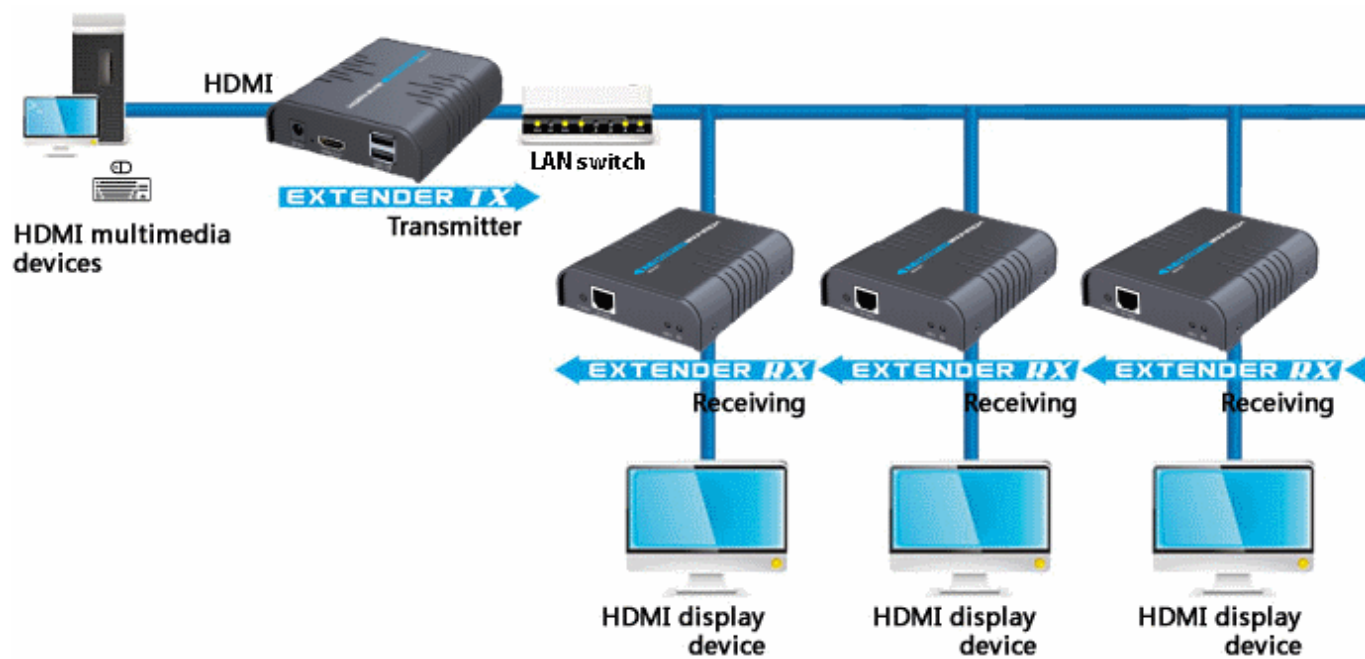 HDMI
LAN switch
EXTENDER TX
Transmitter
HDMI multimedia
devices
EXTENDER RX
EXTENDER RX
EXTENDER RX
Receiving
Receiving
Receiving
HDMI display
device
HDMI display
device
HDMI display
device